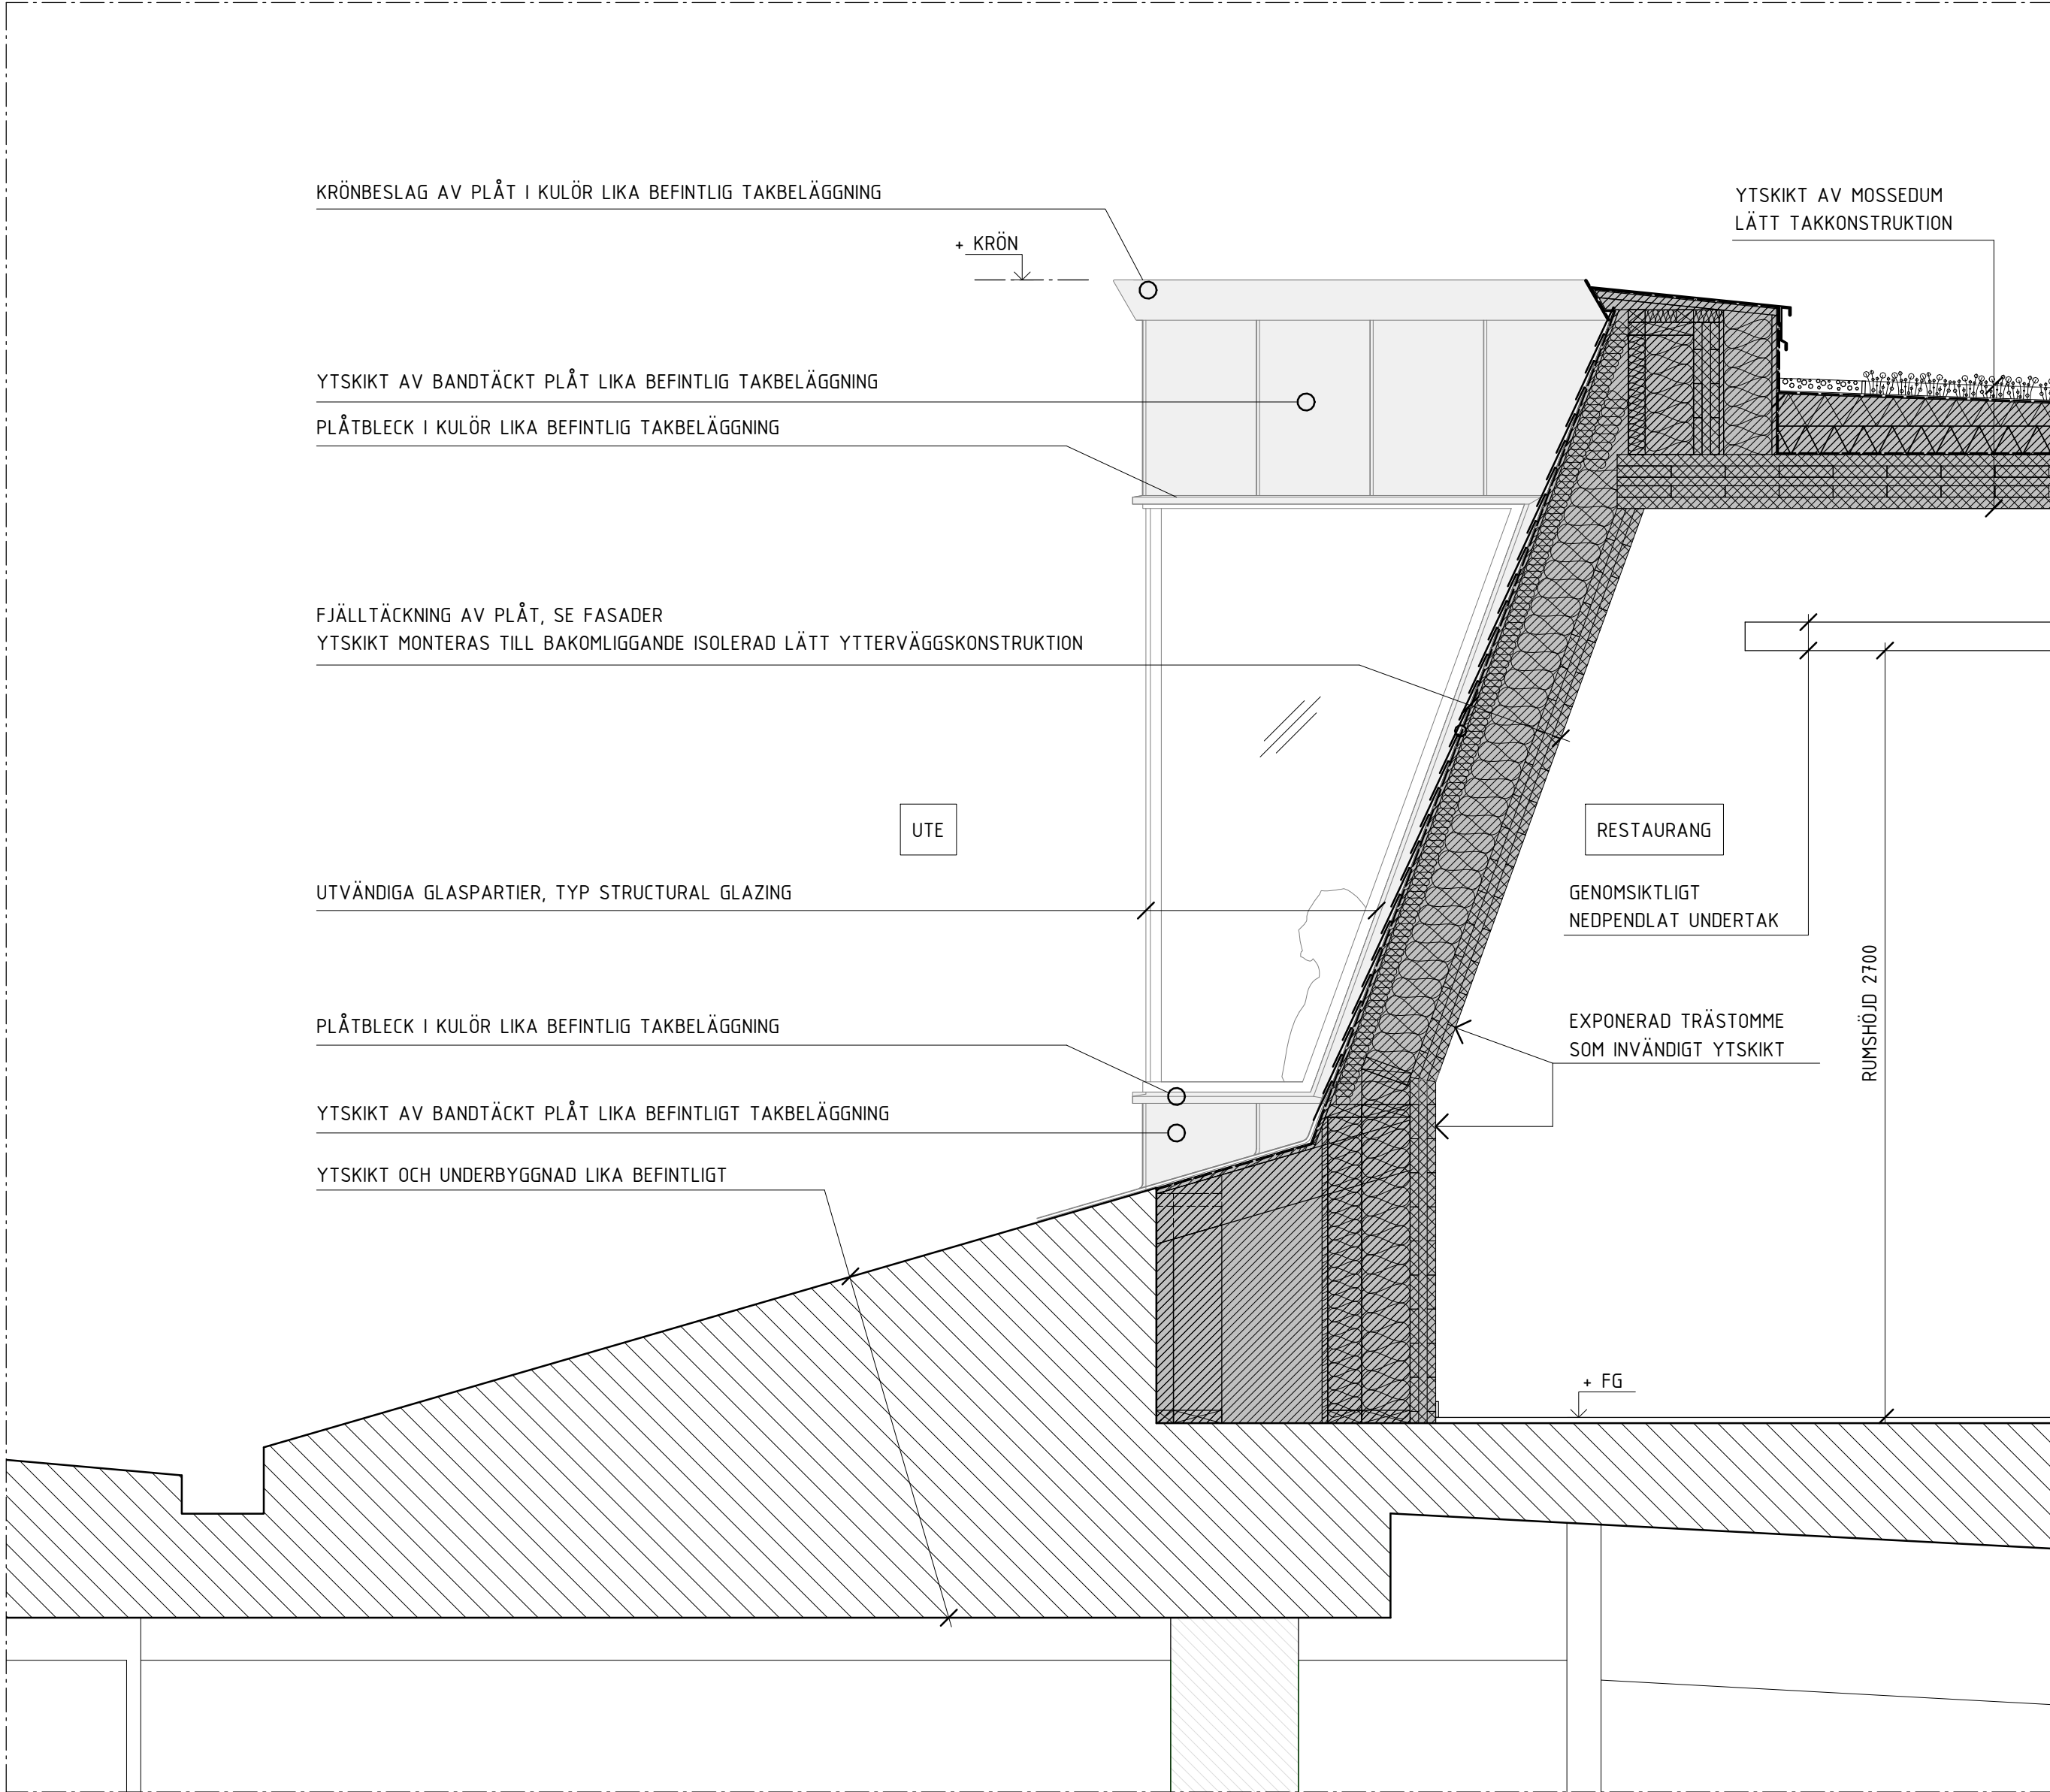 KRÖNBESLAG AV PLÅT I KULÖR LIKA BEFINTLIG TAKBELÄGGNING
YTSKIKT AV MOSSEDUM
LÄTT TAKKONSTRUKTION
+ KRÖN
YTSKIKT AV BANDTÄCKT PLÅT LIKA BEFINTLIG TAKBELÄGGNING
PLÅTBLECK I KULÖR LIKA BEFINTLIG TAKBELÄGGNING
FJÄLLTÄCKNING AV PLÅT, SE FASADER
YTSKIKT MONTERAS TILL BAKOMLIGGANDE ISOLERAD LÄTT YTTERVÄGGSKONSTRUKTION
UTE
RESTAURANG
UTVÄNDIGA GLASPARTIER, TYP STRUCTURAL GLAZING
GENOMSIKTLIGT
NEDPENDLAT UNDERTAK
RUMSHÖJD 2700
PLÅTBLECK I KULÖR LIKA BEFINTLIG TAKBELÄGGNING
EXPONERAD TRÄSTOMME
SOM INVÄNDIGT YTSKIKT
YTSKIKT AV BANDTÄCKT PLÅT LIKA BEFINTLIGT TAKBELÄGGNING
YTSKIKT OCH UNDERBYGGNAD LIKA BEFINTLIGT
+ FG